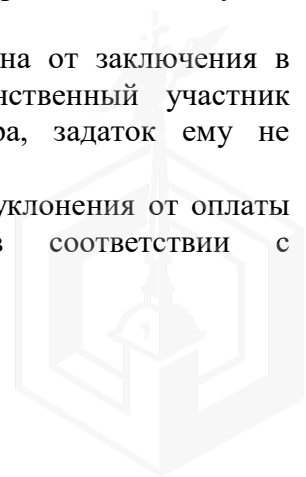 на от заключения в
нственный участник
ра, задаток ему не
уклонения от оплаты
в соответствии с